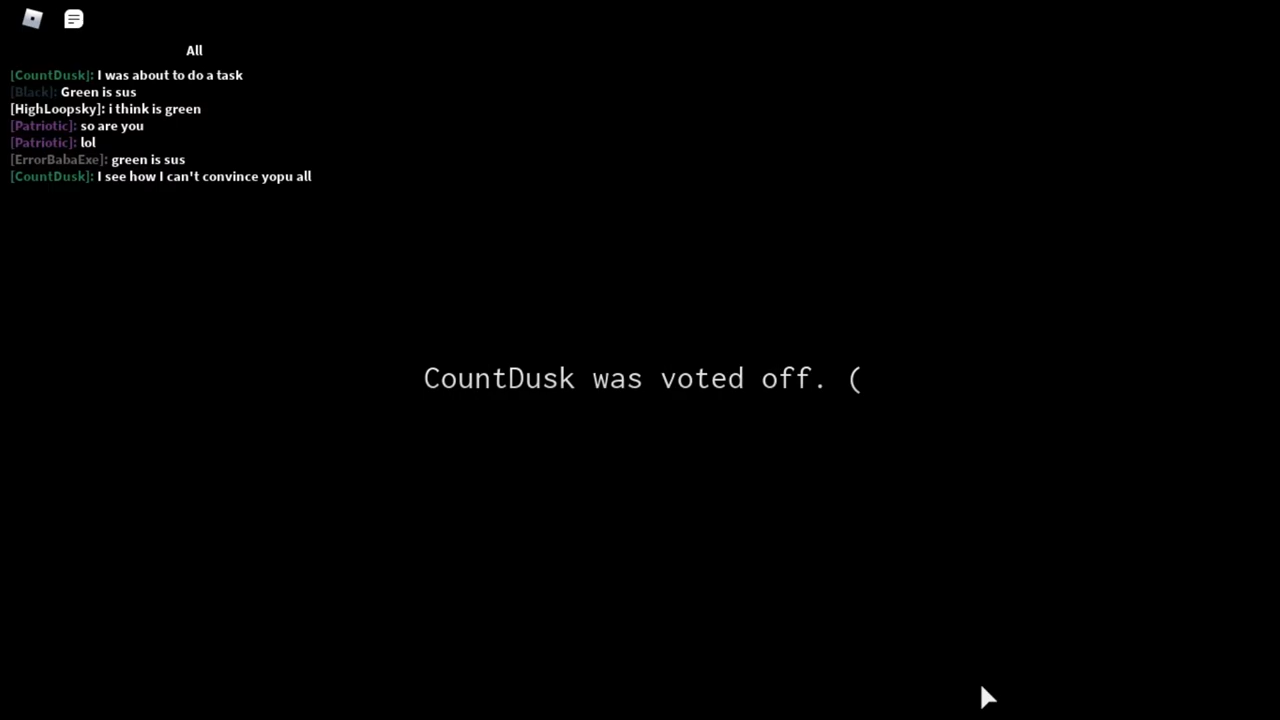 All
[CountDusk]: I was about to do a task
[Black]: Green is sus
[HighLoopsky]: i think is green
[Patriotic]: so are you
[Patriotic]: lol
[ErrorBabaExe]: green is sus
[CountDusk]: I see how I can't convince yopu all
CountDusk was voted off. (